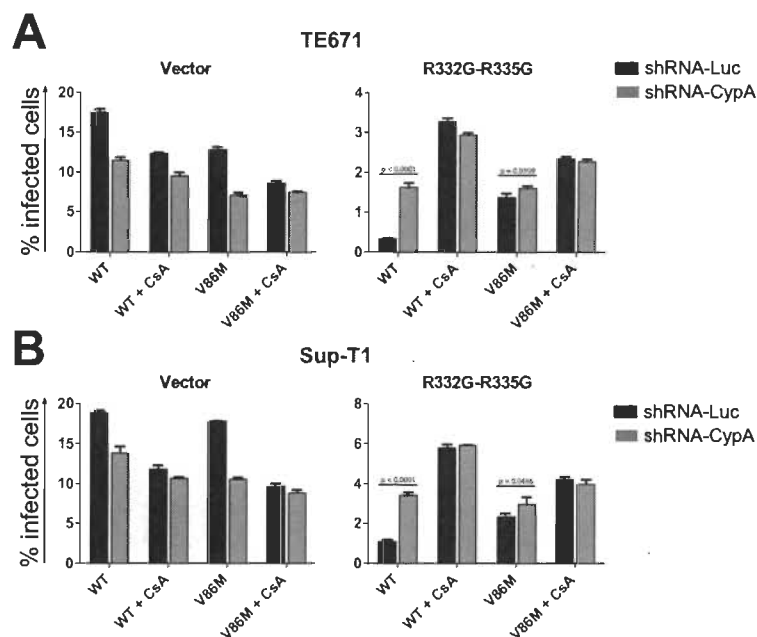 A
TE671
Vector
R332G-R335G
shRNA-Luc
shRNA-CypA
% infected cells
20
15
10
5
0
4
3
2
1
0
p < 0.0001
WT
WT + CsA
V86M
V86M + CsA
WT
WT + CsA
V86M
V86M + CsA
B
Sup-T1
Vector
R332G-R335G
shRNA-Luc
shRNA-CypA
% infected cells
20
15
10
5
0
8
6
4
2
0
p < 0.0001
WT
WT + CsA
V86M
V86M + CsA
WT
WT + CsA
V86M
V86M + CsA